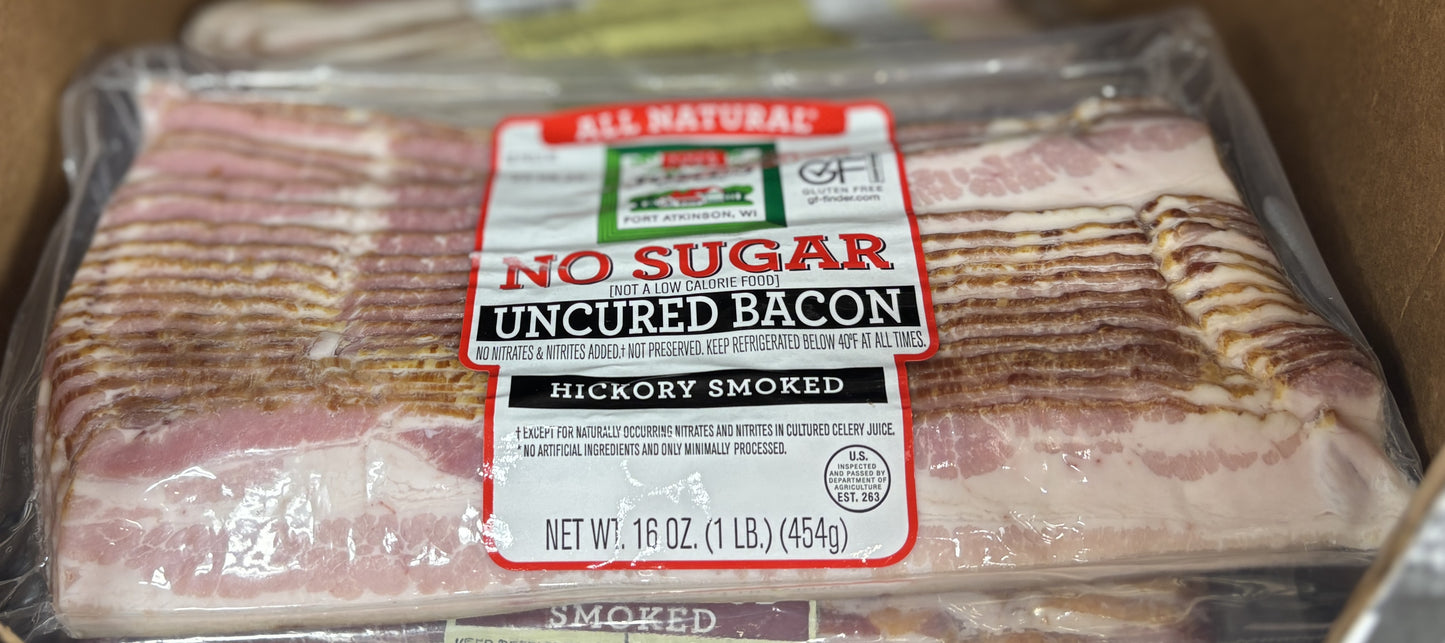 ALL NATURAL*
Jones
FORT ATKINSON, WI
GF
GLUTEN FREE
gf-finder.com
NO SUGAR
[NOT A LOW CALORIE FOOD]
UNCURED BACON
NO NITRATES & NITRITES ADDED.† NOT PRESERVED. KEEP REFRIGERATED BELOW 40ºF AT ALL TIMES.
HICKORY SMOKED
† EXCEPT FOR NATURALLY OCCURRING NITRATES AND NITRITES IN CULTURED CELERY JUICE.
* NO ARTIFICIAL INGREDIENTS AND ONLY MINIMALLY PROCESSED.
U.S.
INSPECTED
AND PASSED BY
DEPARTMENT OF
AGRICULTURE
EST. 263
NET WT. 16 OZ. (1 LB.) (454g)
SMOKED